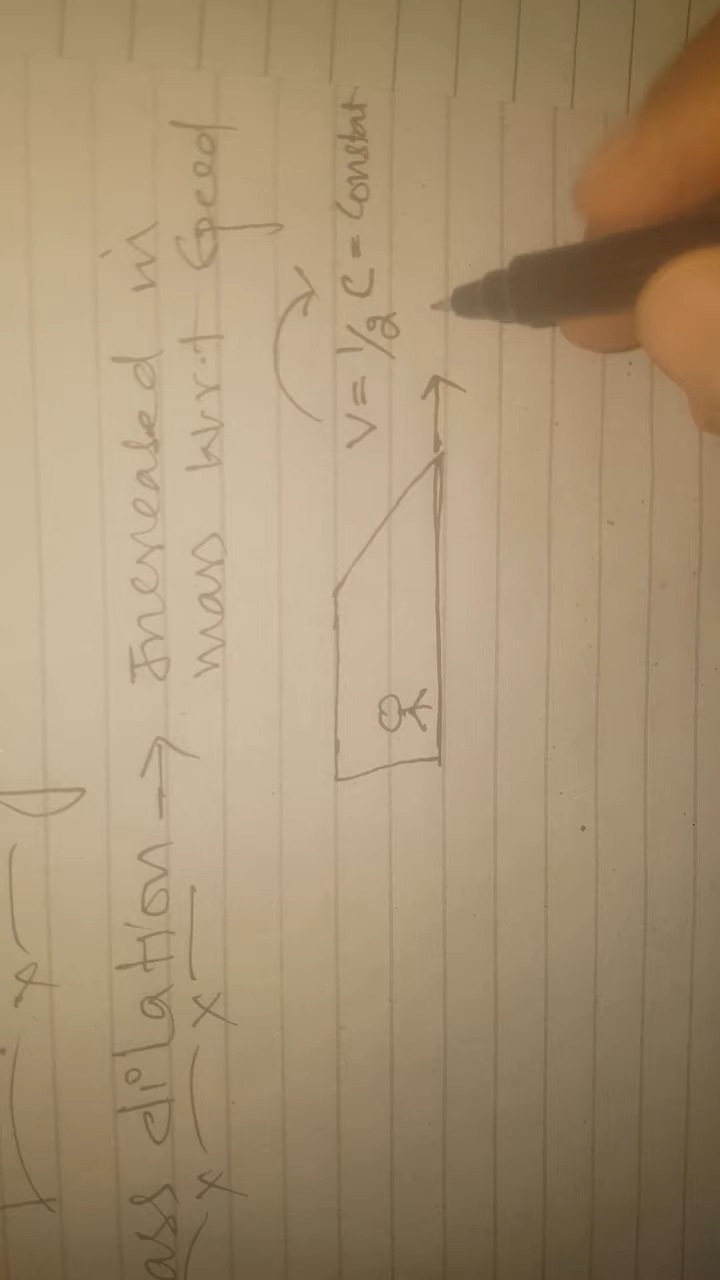 ass dilation → Increased in
mass w.r.t Speed
V = 1/2 C = Constant